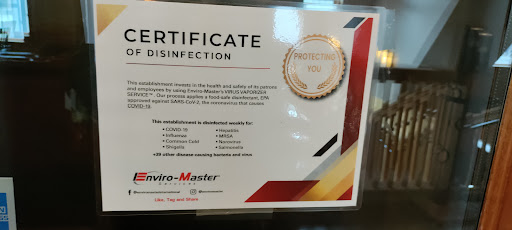 CERTIFICATE
OF DISINFECTION
PROTECTING
YOU
This establishment invests in the health and safety of its patrons
and employees by using Enviro-Master's VIRUS VAPORIZER
SERVICE™. Our process applies a food-safe disinfectant, EPA
approved against SARS-CoV-2, the coronavirus that causes
COVID-19.
This establishment is disinfected weekly for:
•COVID-19
•Influenza
•Common Cold
•Shigella
•Hepatitis
•MRSA
•Norovirus
•Salmonella
+39 other disease causing bacteria and virus
Enviro-Master
Services
Like, Tag and Share